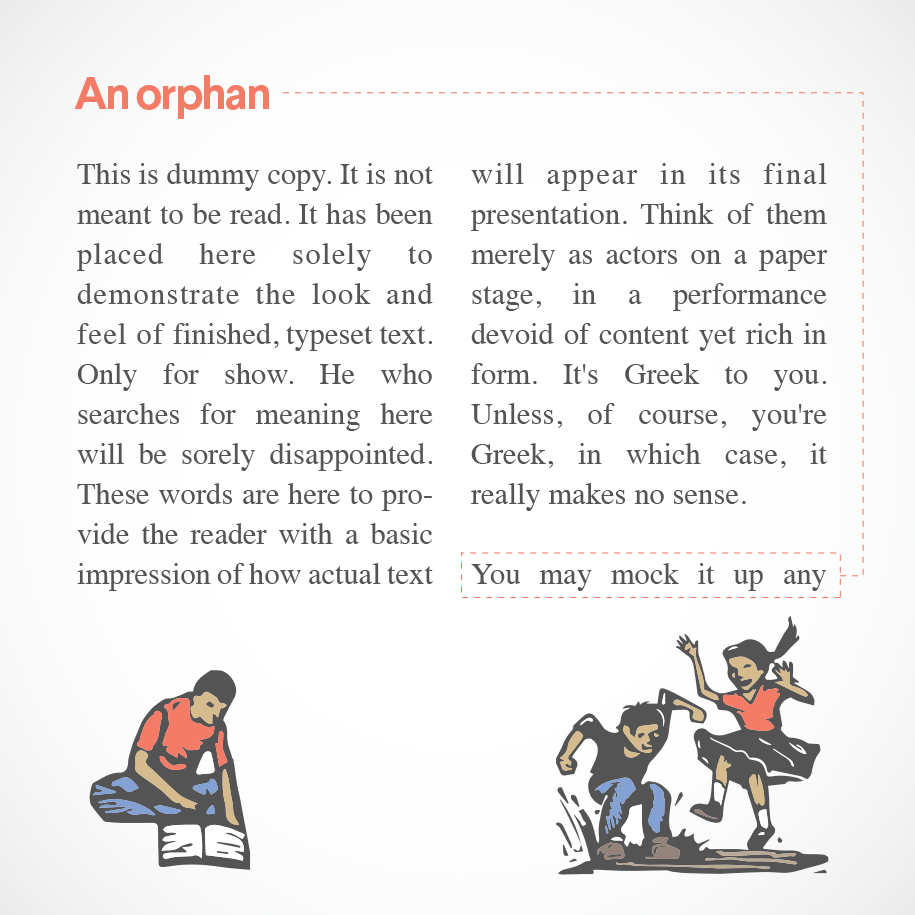 An orphan
This is dummy copy. It is not
meant to be read. It has been
placed here solely to
demonstrate the look and
feel of finished, typeset text.
Only for show. He who
searches for meaning here
will be sorely disappointed.
These words are here to pro-
vide the reader with a basic
impression of how actual text
will appear in its final
presentation. Think of them
merely as actors on a paper
stage, in a performance
devoid of content yet rich in
form. It's Greek to you.
Unless, of course, you're
Greek, in which case, it
really makes no sense.
You may mock it up any